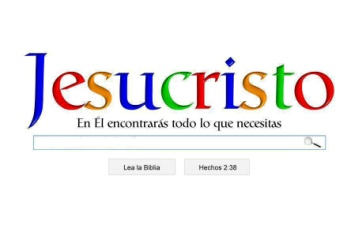 Jesucristo
En Él encontrarás todo lo que necesitas
Lea la Biblia Hechos 2:38